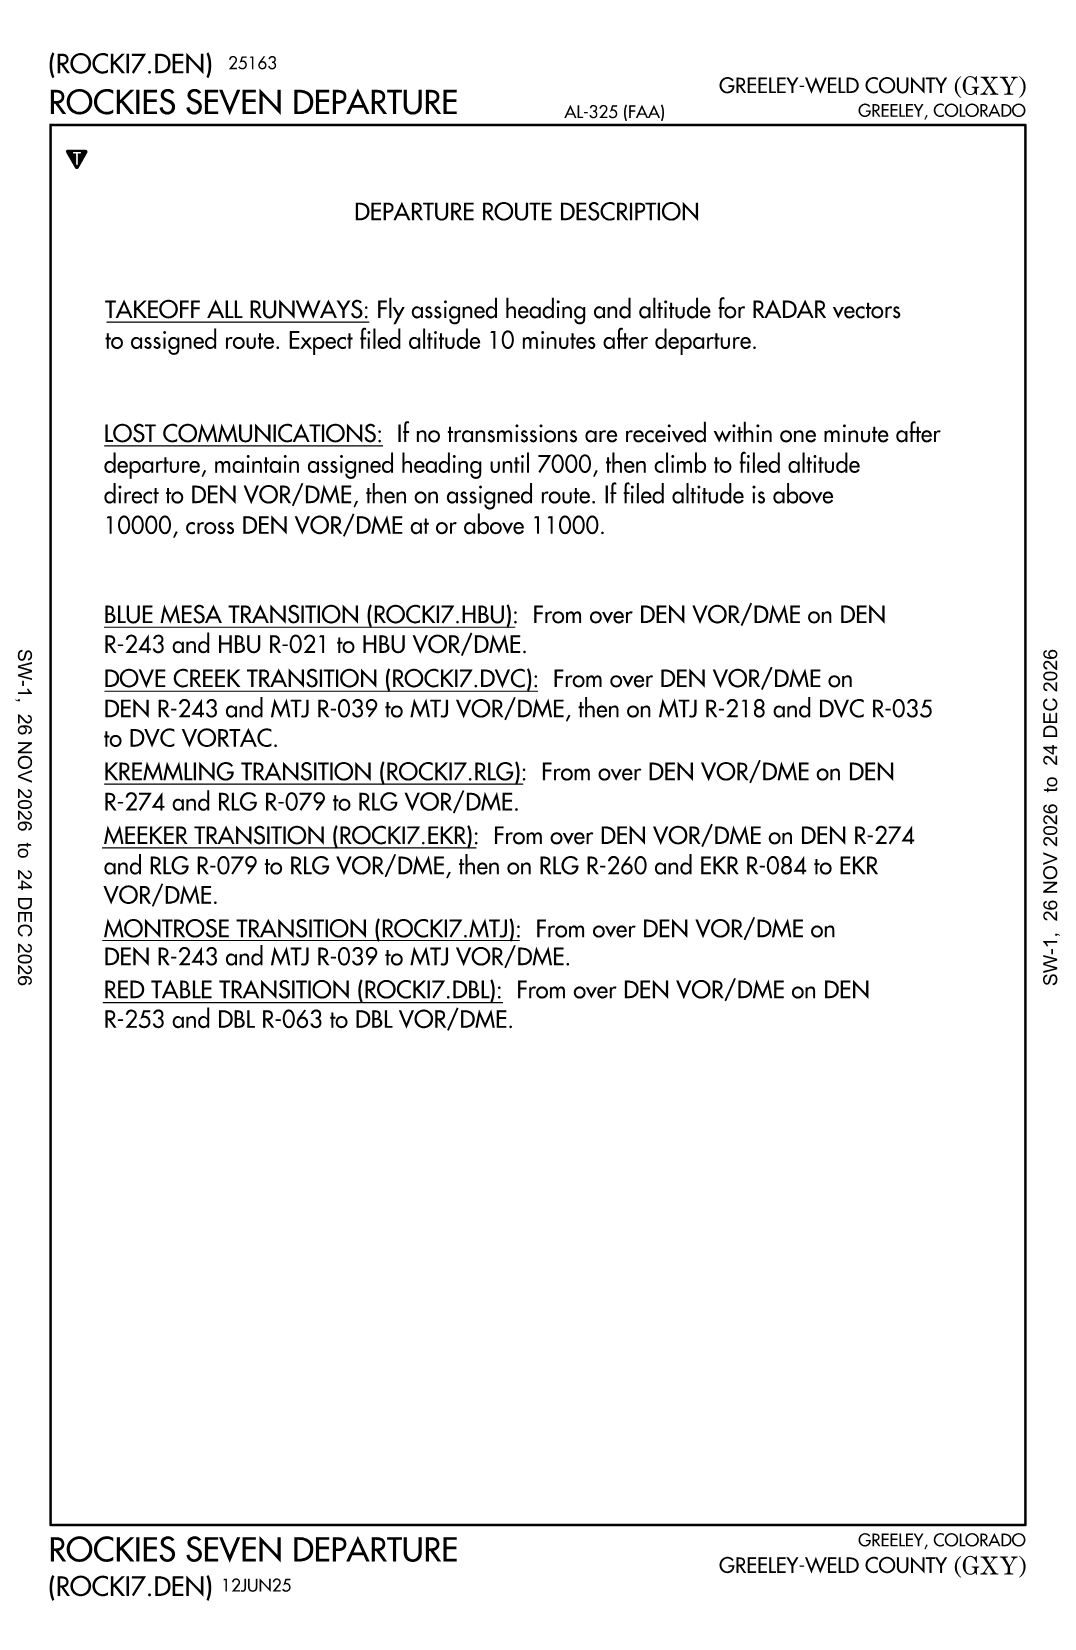 (ROCKI7.DEN) 25163
ROCKIES SEVEN DEPARTURE
AL-325 (FAA)
GREELEY-WELD COUNTY (GXY)
GREELEY, COLORADO
T
DEPARTURE ROUTE DESCRIPTION
TAKEOFF ALL RUNWAYS: Fly assigned heading and altitude for RADAR vectors
to assigned route. Expect filed altitude 10 minutes after departure.
LOST COMMUNICATIONS: If no transmissions are received within one minute after
departure, maintain assigned heading until 7000, then climb to filed altitude
direct to DEN VOR/DME, then on assigned route. If filed altitude is above
10000, cross DEN VOR/DME at or above 11000.
BLUE MESA TRANSITION (ROCKI7.HBU): From over DEN VOR/DME on DEN
R-243 and HBU R-021 to HBU VOR/DME.
DOVE CREEK TRANSITION (ROCKI7.DVC): From over DEN VOR/DME on
DEN R-243 and MTJ R-039 to MTJ VOR/DME, then on MTJ R-218 and DVC R-035
to DVC VORTAC.
KREMMLING TRANSITION (ROCKI7.RLG): From over DEN VOR/DME on DEN
R-274 and RLG R-079 to RLG VOR/DME.
MEEKER TRANSITION (ROCKI7.EKR): From over DEN VOR/DME on DEN R-274
and RLG R-079 to RLG VOR/DME, then on RLG R-260 and EKR R-084 to EKR
VOR/DME.
MONTROSE TRANSITION (ROCKI7.MTJ): From over DEN VOR/DME on
DEN R-243 and MTJ R-039 to MTJ VOR/DME.
RED TABLE TRANSITION (ROCKI7.DBL): From over DEN VOR/DME on DEN
R-253 and DBL R-063 to DBL VOR/DME.
SW-1, 26 NOV 2026 to 24 DEC 2026
SW-1, 26 NOV 2026 to 24 DEC 2026
ROCKIES SEVEN DEPARTURE
(ROCKI7.DEN) 12JUN25
GREELEY, COLORADO
GREELEY-WELD COUNTY (GXY)